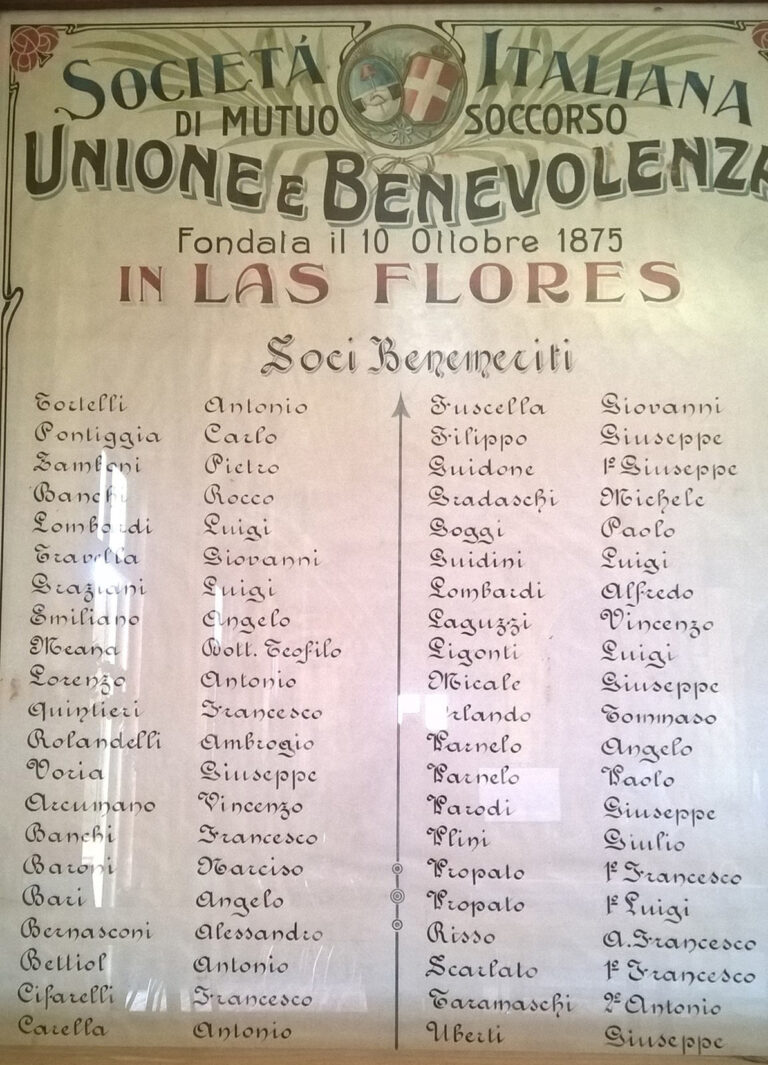 SOCIETÁ ITALIANA
DI MUTUO SOCCORSO
UNIONE E BENEVOLENZA
Fondata il 10 Ottobre 1875
IN LAS FLORES
Soci Benemeriti
Tortelli Antonio
Pontiggia Carlo
Zamboni Pietro
Banchi Rocco
Lombardi Luigi
Travella Giovanni
Graziani Luigi
Emiliano Angelo
Meana Dott. Teofilo
Lorenzo Antonio
Quintieri Francesco
Rolandelli Ambrogio
Voria Giuseppe
Arcumano Vincenzo
Banchi Francesco
Baroni Narciso
Bari Angelo
Bernasconi Alessandro
Bettiol Antonio
Cifarelli Francesco
Carella Antonio
Fuscella Giovanni
Filippo Giuseppe
Guidone 1º Giuseppe
Gradaschi Michele
Goggi Paolo
Guidini Luigi
Lombardi Alfredo
Laguzzi Vincenzo
Ligonti Luigi
Micale Giuseppe
Orlando Tommaso
Parnelo Angelo
Parnelo Paolo
Parodi Giuseppe
Plini Giulio
Propato 1º Francesco
Propato 1º Luigi
Risso A. Francesco
Scarlato 1º Francesco
Taramaschi 2º Antonio
Uberti Giuseppe